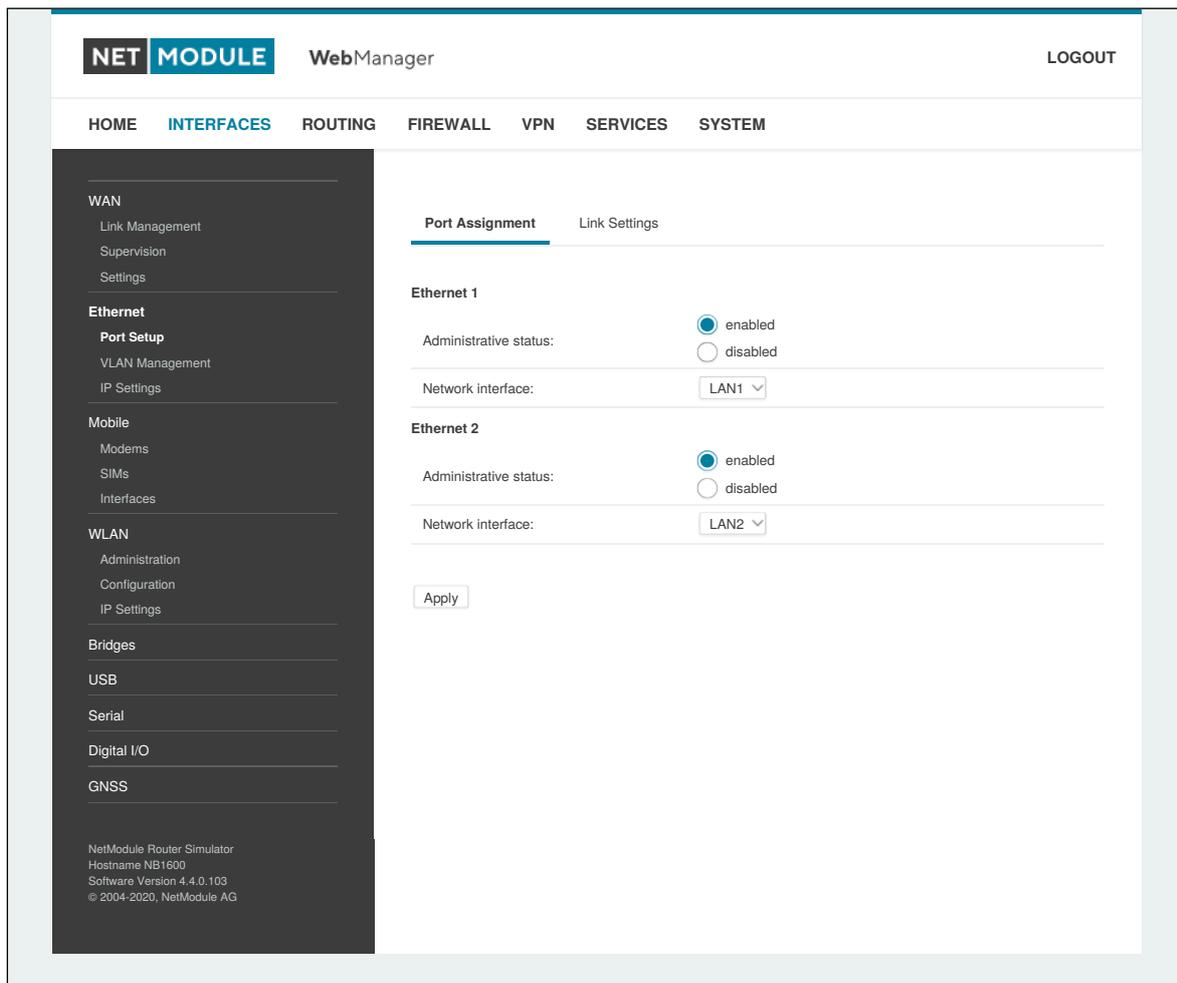 NET MODULE WebManager LOGOUT
HOME INTERFACES ROUTING FIREWALL VPN SERVICES SYSTEM
WAN
Link Management
Supervision
Settings
Ethernet
Port Setup
VLAN Management
IP Settings
Mobile
Modems
SIMs
Interfaces
WLAN
Administration
Configuration
IP Settings
Bridges
USB
Serial
Digital I/O
GNSS
NetModule Router Simulator
Hostname NB1600
Software Version 4.4.0.103
© 2004-2020, NetModule AG
Port Assignment Link Settings
Ethernet 1
Administrative status:
enabled
disabled
Network interface: LAN1
Ethernet 2
Administrative status:
enabled
disabled
Network interface: LAN2
Apply